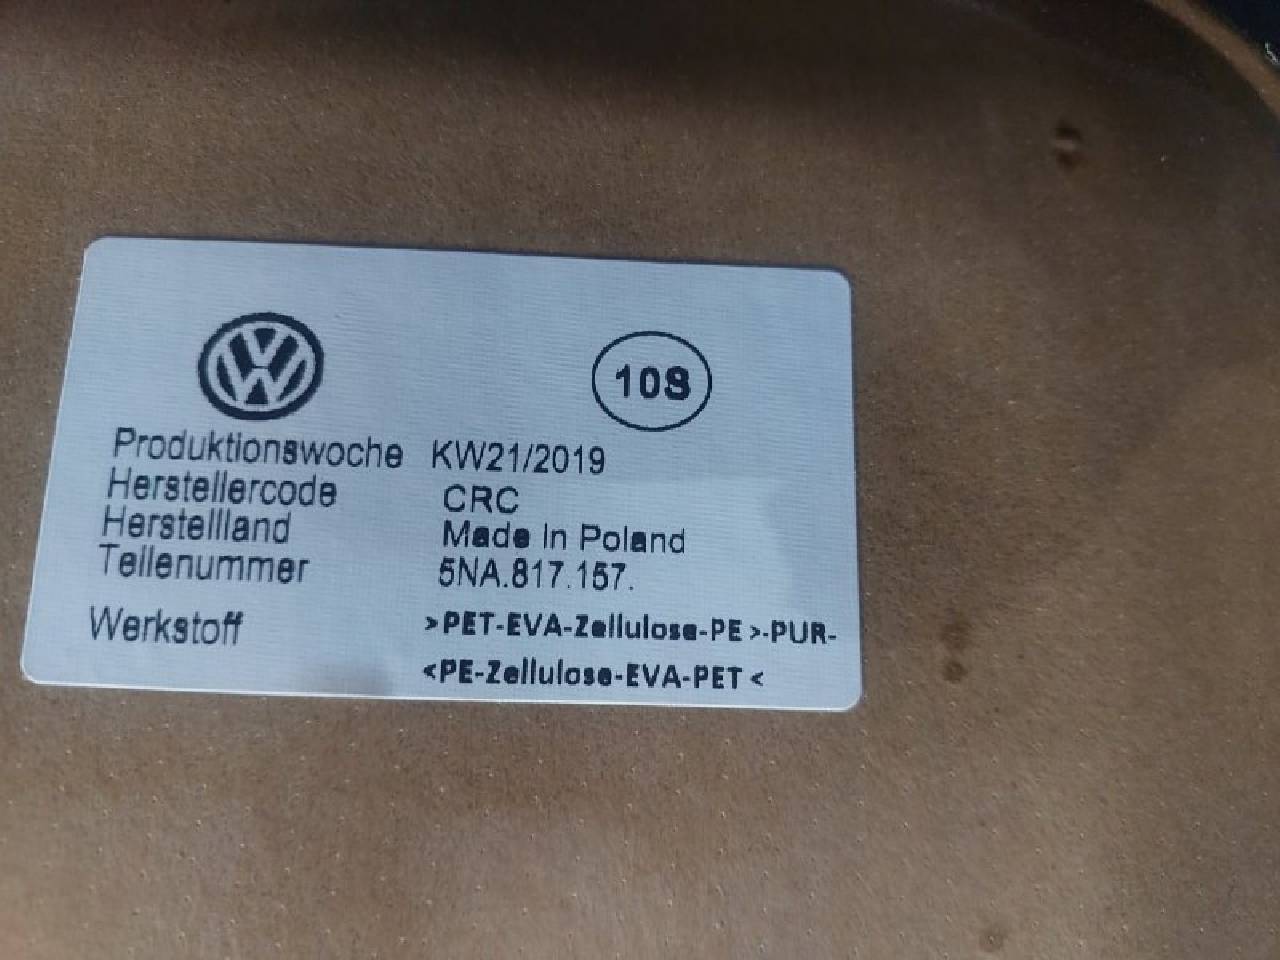 108
Produktionswoche KW21/2019
Herstellercode CRC
Herstellland Made In Poland
Teilenummer 5NA.817.157.
Werkstoff >PET-EVA-Zellulose-PE>-PUR-
<PE-Zellulose-EVA-PET<